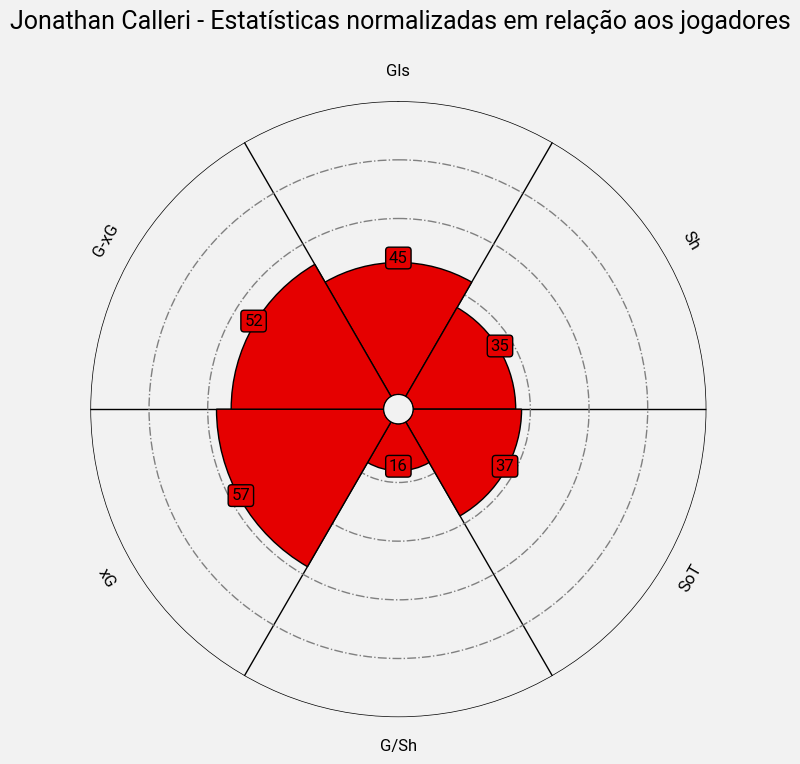 Jonathan Calleri - Estatísticas normalizadas em relação aos jogadores
Gls
G-xG
Sh
45
52
35
16
37
57
xG
SoT
G/Sh